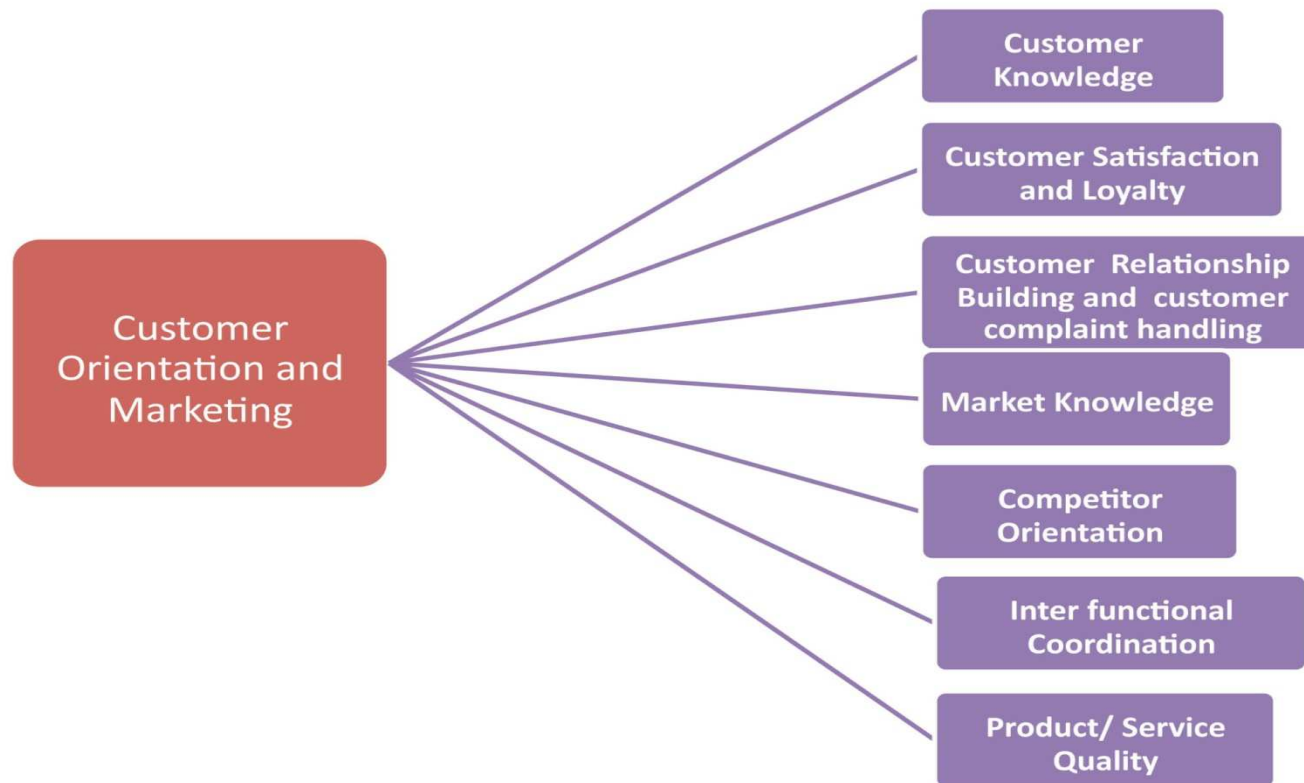 Customer
Orientation and
Marketing
Customer
Knowledge
Customer Satisfaction
and Loyalty
Customer  Relationship
Building and  customer
complaint handling
Market Knowledge
Competitor
Orientation
Inter functional
Coordination
Product/ Service
Quality